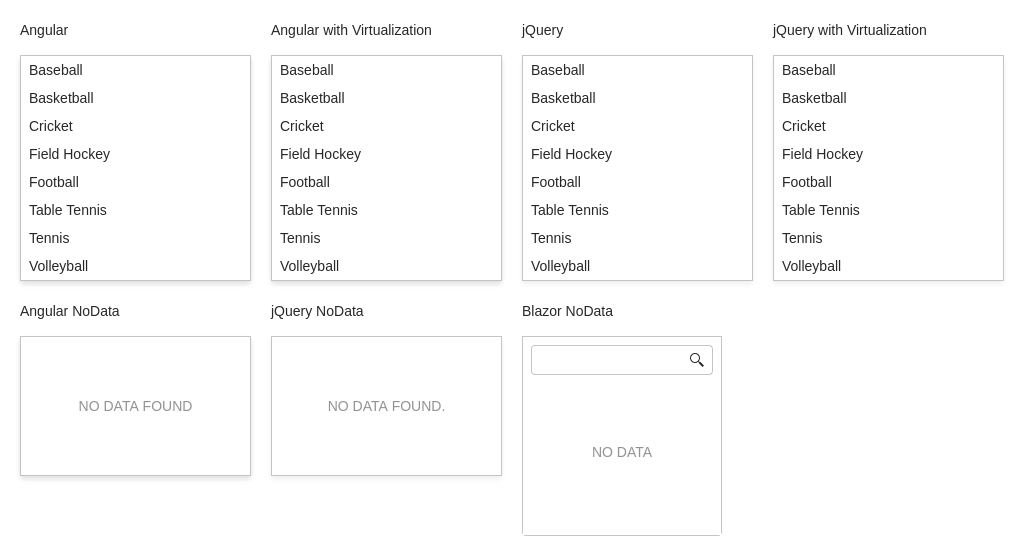 Angular
Baseball
Basketball
Cricket
Field Hockey
Football
Table Tennis
Tennis
Volleyball
Angular with Virtualization
Baseball
Basketball
Cricket
Field Hockey
Football
Table Tennis
Tennis
Volleyball
jQuery
Baseball
Basketball
Cricket
Field Hockey
Football
Table Tennis
Tennis
Volleyball
jQuery with Virtualization
Baseball
Basketball
Cricket
Field Hockey
Football
Table Tennis
Tennis
Volleyball
Angular NoData
NO DATA FOUND
jQuery NoData
NO DATA FOUND.
Blazor NoData
NO DATA